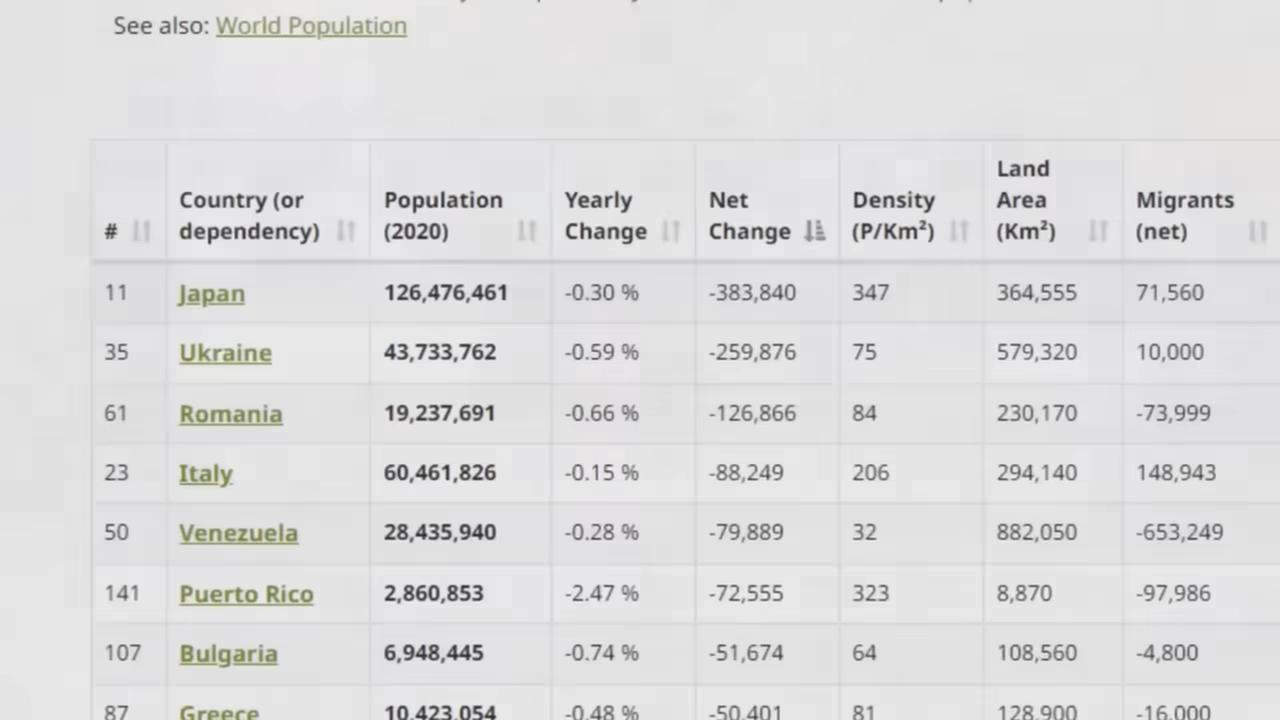 See also: World Population
# Country (or dependency) Population (2020) Yearly Change Net Change Density (P/Km²) Land Area (Km²) Migrants (net)
11 Japan 126,476,461 -0.30 % -383,840 347 364,555 71,560
35 Ukraine 43,733,762 -0.59 % -259,876 75 579,320 10,000
61 Romania 19,237,691 -0.66 % -126,866 84 230,170 -73,999
23 Italy 60,461,826 -0.15 % -88,249 206 294,140 148,943
50 Venezuela 28,435,940 -0.28 % -79,889 32 882,050 -653,249
141 Puerto Rico 2,860,853 -2.47 % -72,555 323 8,870 -97,986
107 Bulgaria 6,948,445 -0.74 % -51,674 64 108,560 -4,800
87 Greece 10,423,054 -0.48 % -50,401 81 128,900 -16,000